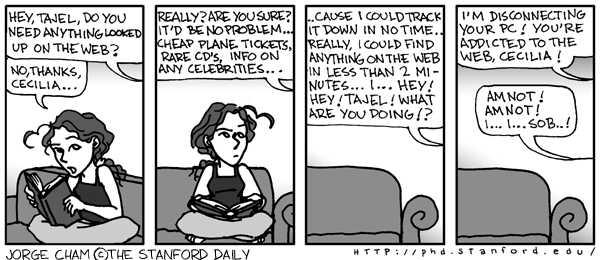 HEY, TAJEL, DO YOU
NEED ANYTHING LOOKED
UP ON THE WEB?
NO, THANKS,
CECILIA...
REALLY? ARE YOU SURE?
IT'D BE NO PROBLEM...
CHEAP PLANE TICKETS,
RARE CD'S, INFO ON
ANY CELEBRITIES...
..CAUSE I COULD TRACK
IT DOWN IN NO TIME..
REALLY, I COULD FIND
ANYTHING ON THE WEB
IN LESS THAN 2 MI-
NUTES... I... HEY!
HEY! TAJEL! WHAT
ARE YOU DOING!?
I'M DISCONNECTING
YOUR PC! YOU'RE
ADDICTED TO THE
WEB, CECILIA!
AM NOT!
AM NOT!
I... I... SOB..!
JORGE CHAM ©THE STANFORD DAILY
HTTP://phd.stanford.edu/